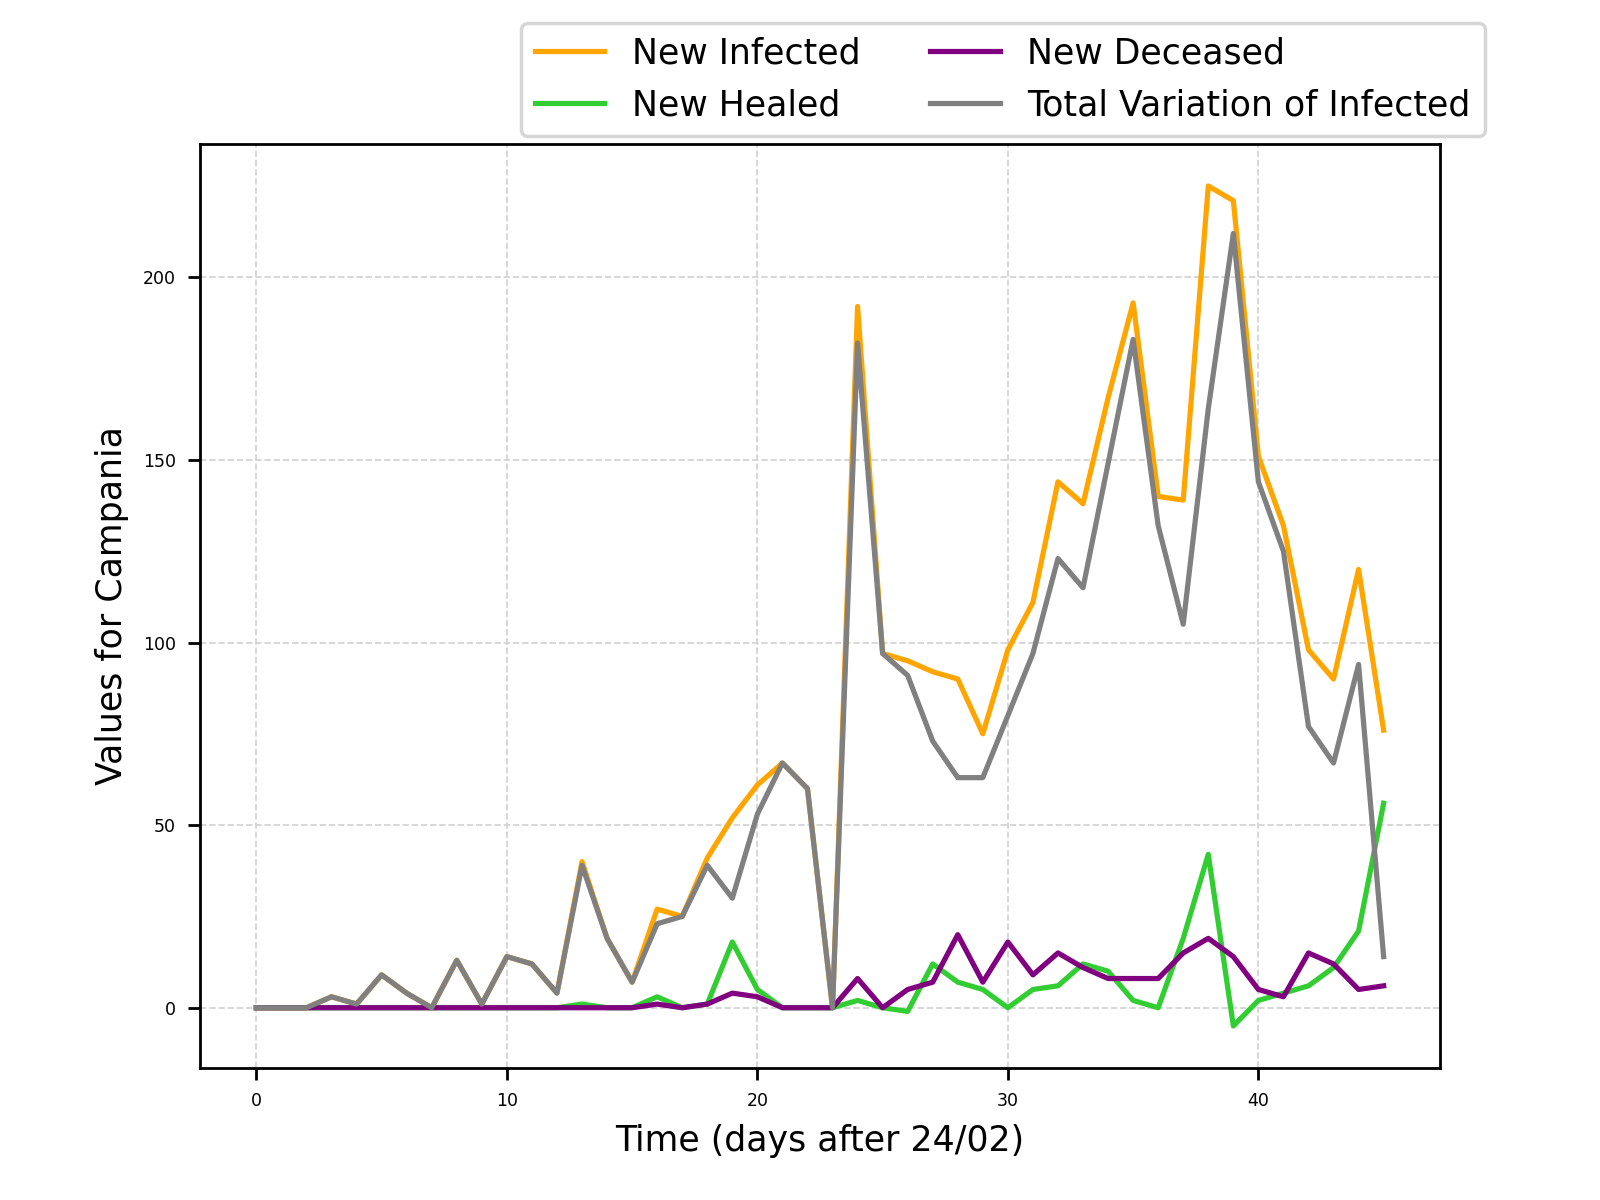 New Infected
New Healed
New Deceased
Total Variation of Infected
Values for Campania
200
150
100
50
0
0 10 20 30 40
Time (days after 24/02)